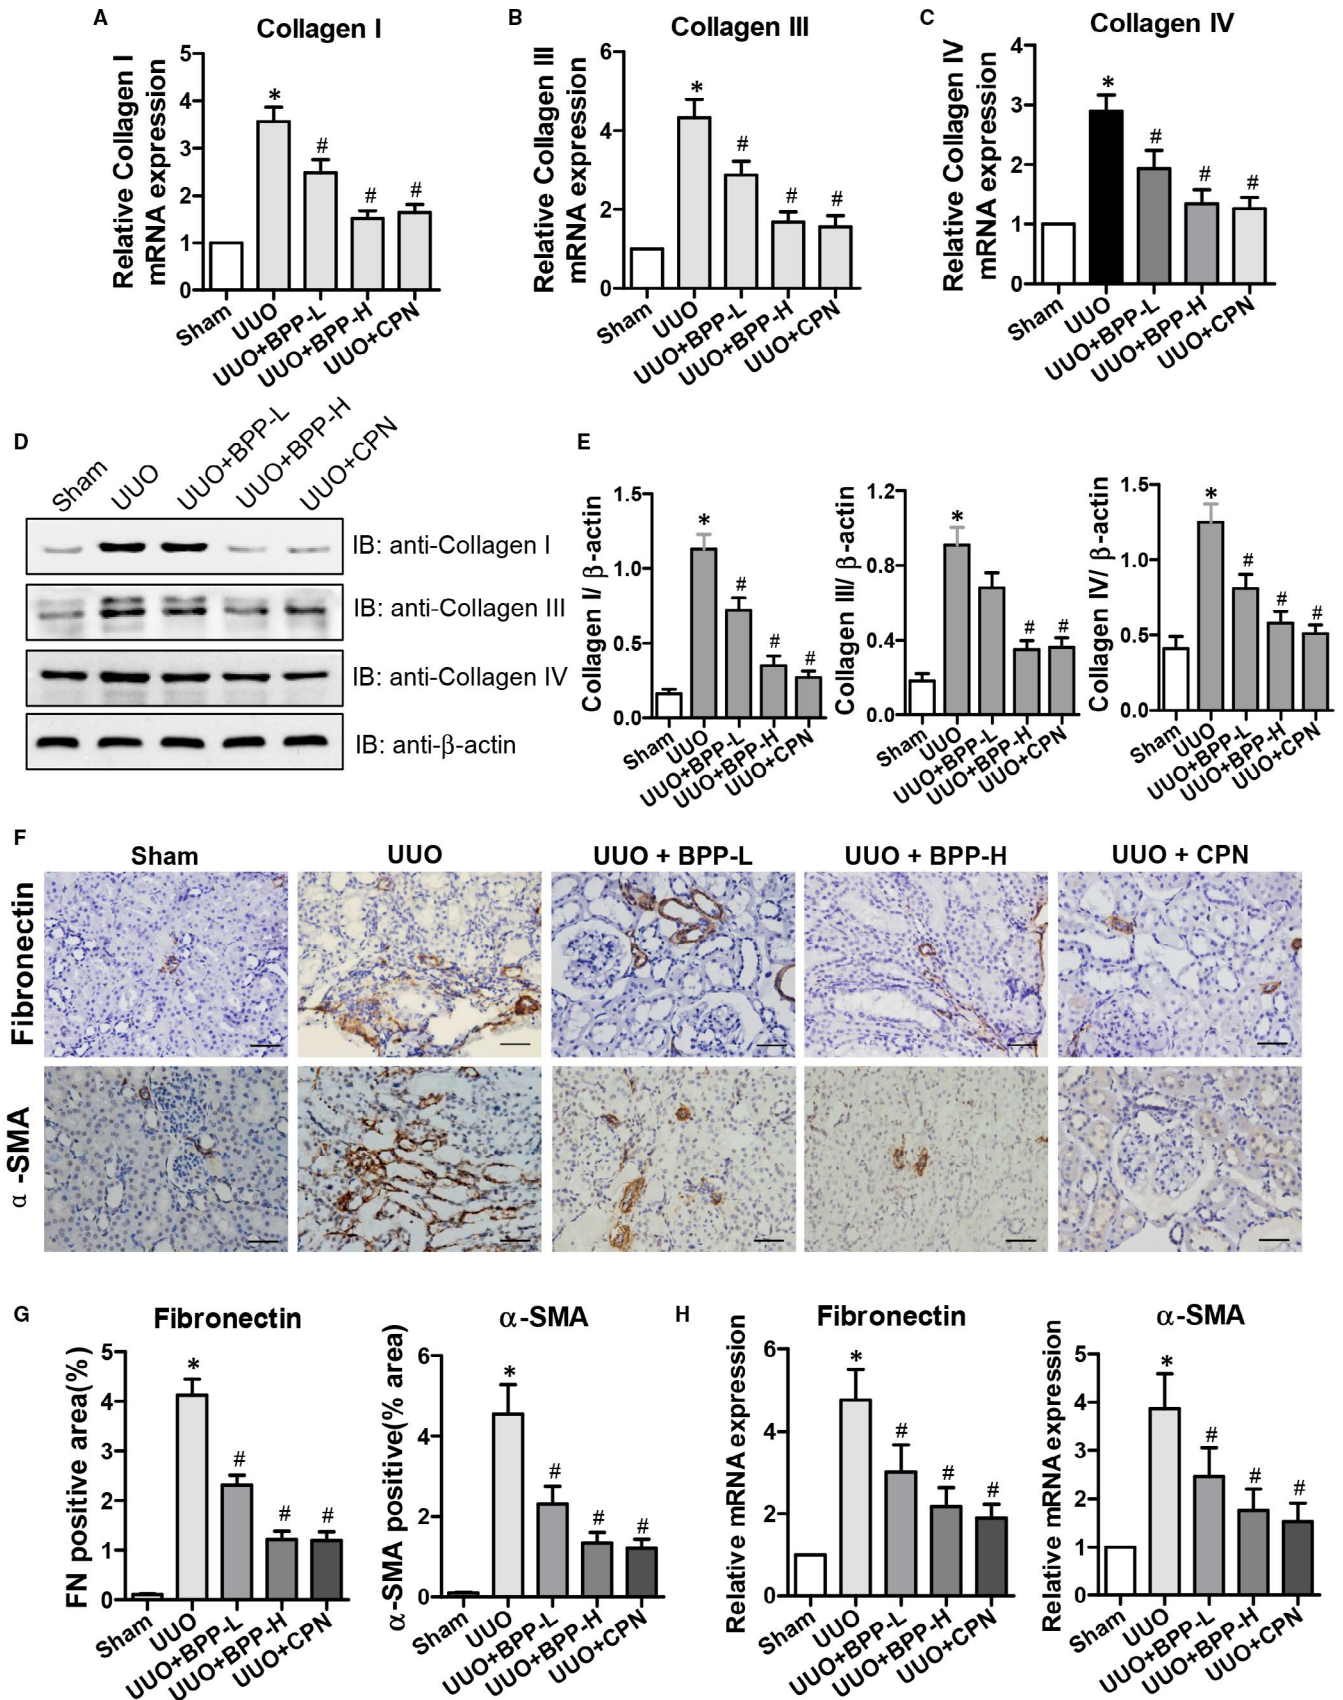 A
Collagen I
Relative Collagen I
mRNA expression
5
4
3
2
1
0
*
#
#
#
Sham
UUO
UUO+BPP-L
UUO+BPP-H
UUO+CPN
B
Collagen III
Relative Collagen III
mRNA expression
6
4
2
0
*
#
#
#
Sham
UUO
UUO+BPP-L
UUO+BPP-H
UUO+CPN
C
Collagen IV
Relative Collagen IV
mRNA expression
4
3
2
1
0
*
#
#
#
Sham
UUO
UUO+BPP-L
UUO+BPP-H
UUO+CPN
D
Sham
UUO
UUO+BPP-L
UUO+BPP-H
UUO+CPN
IB: anti-Collagen I
IB: anti-Collagen III
IB: anti-Collagen IV
IB: anti-β-actin
E
Collagen I/ β-actin
1.5
1.0
0.5
0.0
*
#
#
#
Sham
UUO
UUO+BPP-L
UUO+BPP-H
UUO+CPN
Collagen III/ β-actin
1.2
0.8
0.4
0.0
*
#
#
Sham
UUO
UUO+BPP-L
UUO+BPP-H
UUO+CPN
Collagen IV/ β-actin
1.5
1.0
0.5
0.0
*
#
#
#
Sham
UUO
UUO+BPP-L
UUO+BPP-H
UUO+CPN
F
Sham
UUO
UUO + BPP-L
UUO + BPP-H
UUO + CPN
Fibronectin
α -SMA
G
Fibronectin
FN positive area(%)
5
4
3
2
1
0
*
#
#
#
Sham
UUO
UUO+BPP-L
UUO+BPP-H
UUO+CPN
α-SMA
α-SMA positive(% area)
6
4
2
0
*
#
#
#
Sham
UUO
UUO+BPP-L
UUO+BPP-H
UUO+CPN
H
Fibronectin
Relative mRNA expression
6
4
2
0
*
#
#
#
Sham
UUO
UUO+BPP-L
UUO+BPP-H
UUO+CPN
α-SMA
Relative mRNA expression
5
4
3
2
1
0
*
#
#
#
Sham
UUO
UUO+BPP-L
UUO+BPP-H
UUO+CPN